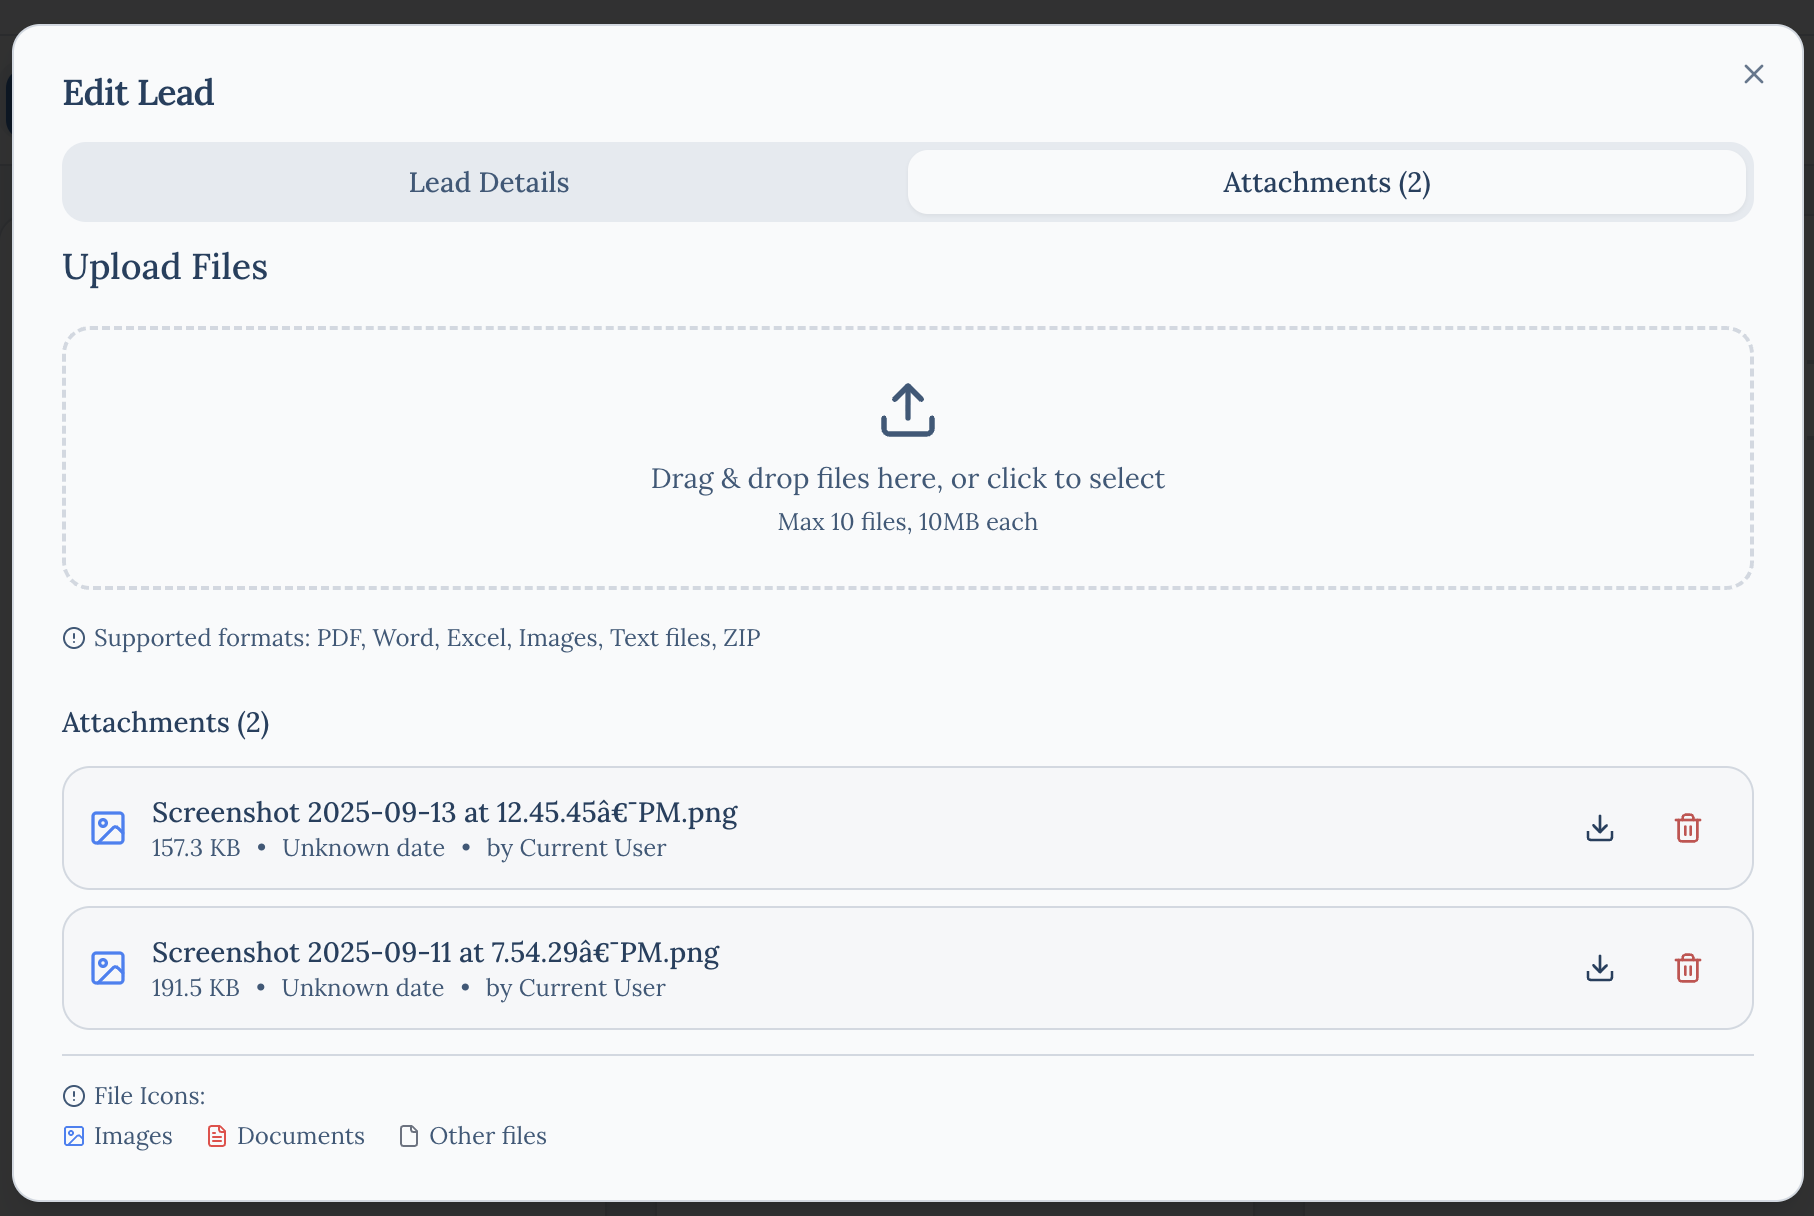 Edit Lead
Lead Details
Attachments (2)
Upload Files
Drag & drop files here, or click to select
Max 10 files, 10MB each
Supported formats: PDF, Word, Excel, Images, Text files, ZIP
Attachments (2)
Screenshot 2025-09-13 at 12.45.45â€¯PM.png
157.3 KB • Unknown date • by Current User
Screenshot 2025-09-11 at 7.54.29â€¯PM.png
191.5 KB • Unknown date • by Current User
File Icons:
Images Documents Other files